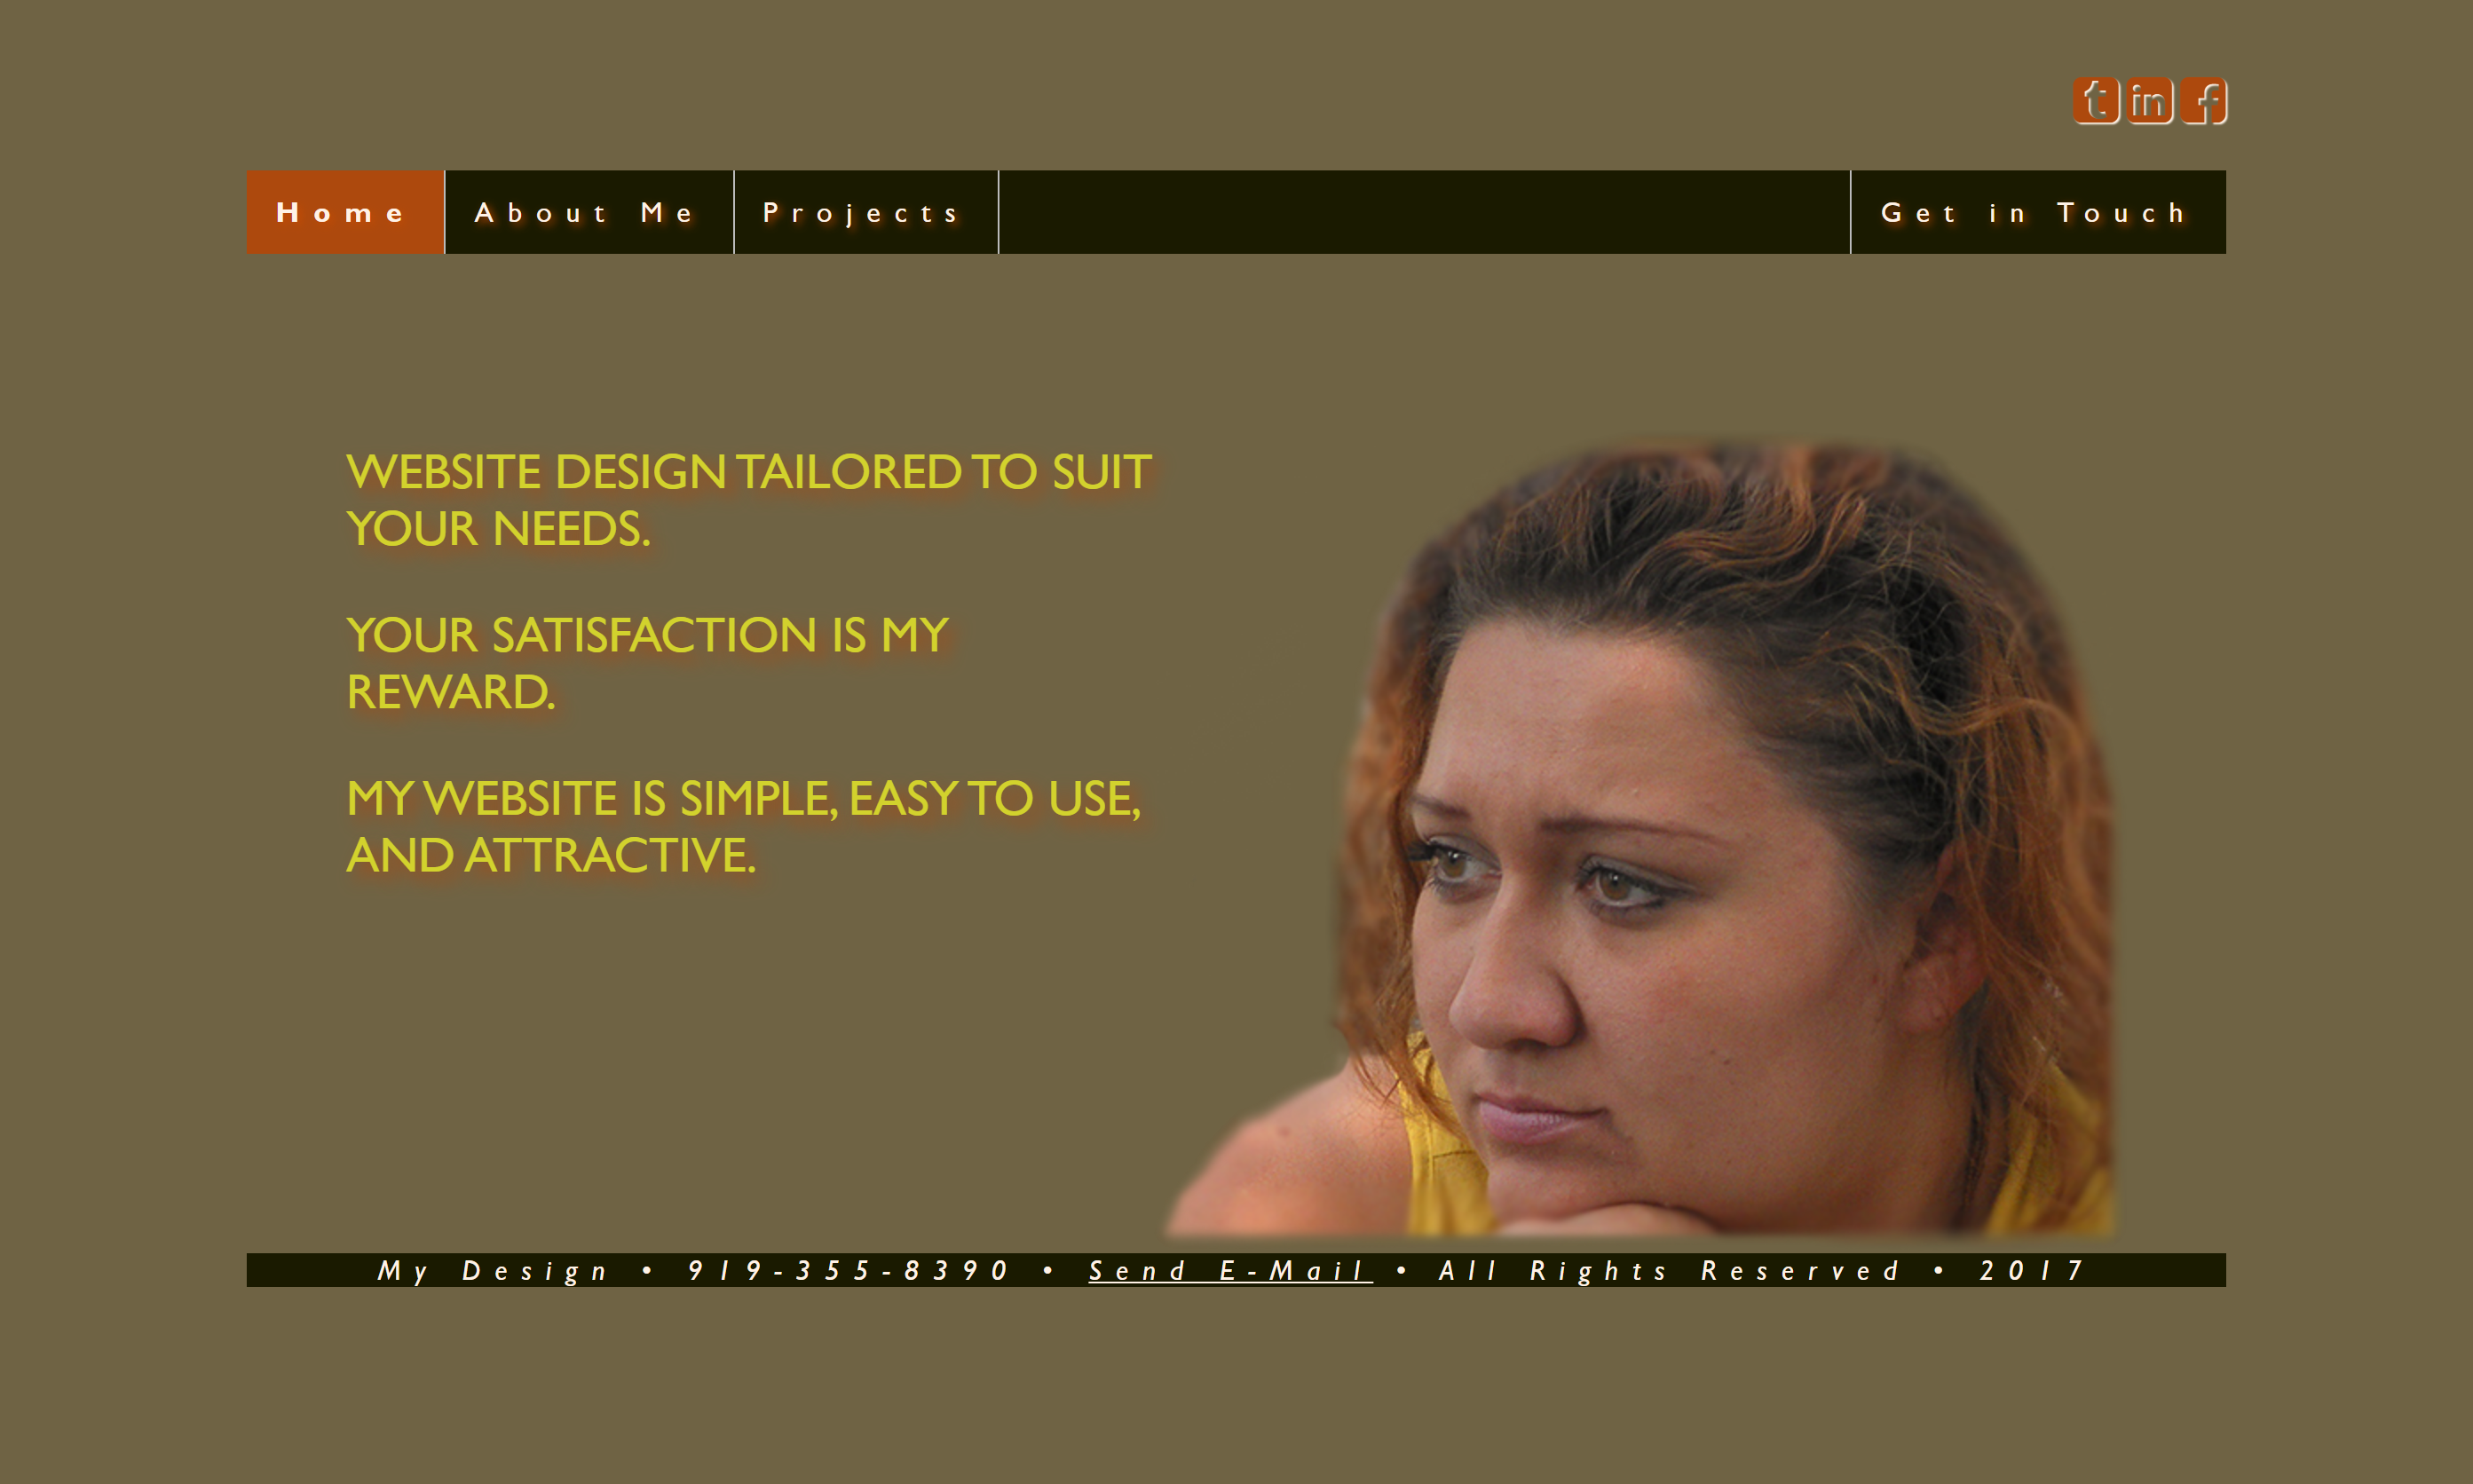 t in f
Home About Me Projects Get in Touch
WEBSITE DESIGN TAILORED TO SUIT
YOUR NEEDS.
YOUR SATISFACTION IS MY
REWARD.
MY WEBSITE IS SIMPLE, EASY TO USE,
AND ATTRACTIVE.
My Design • 919-355-8390 • Send E-Mail • All Rights Reserved • 2017